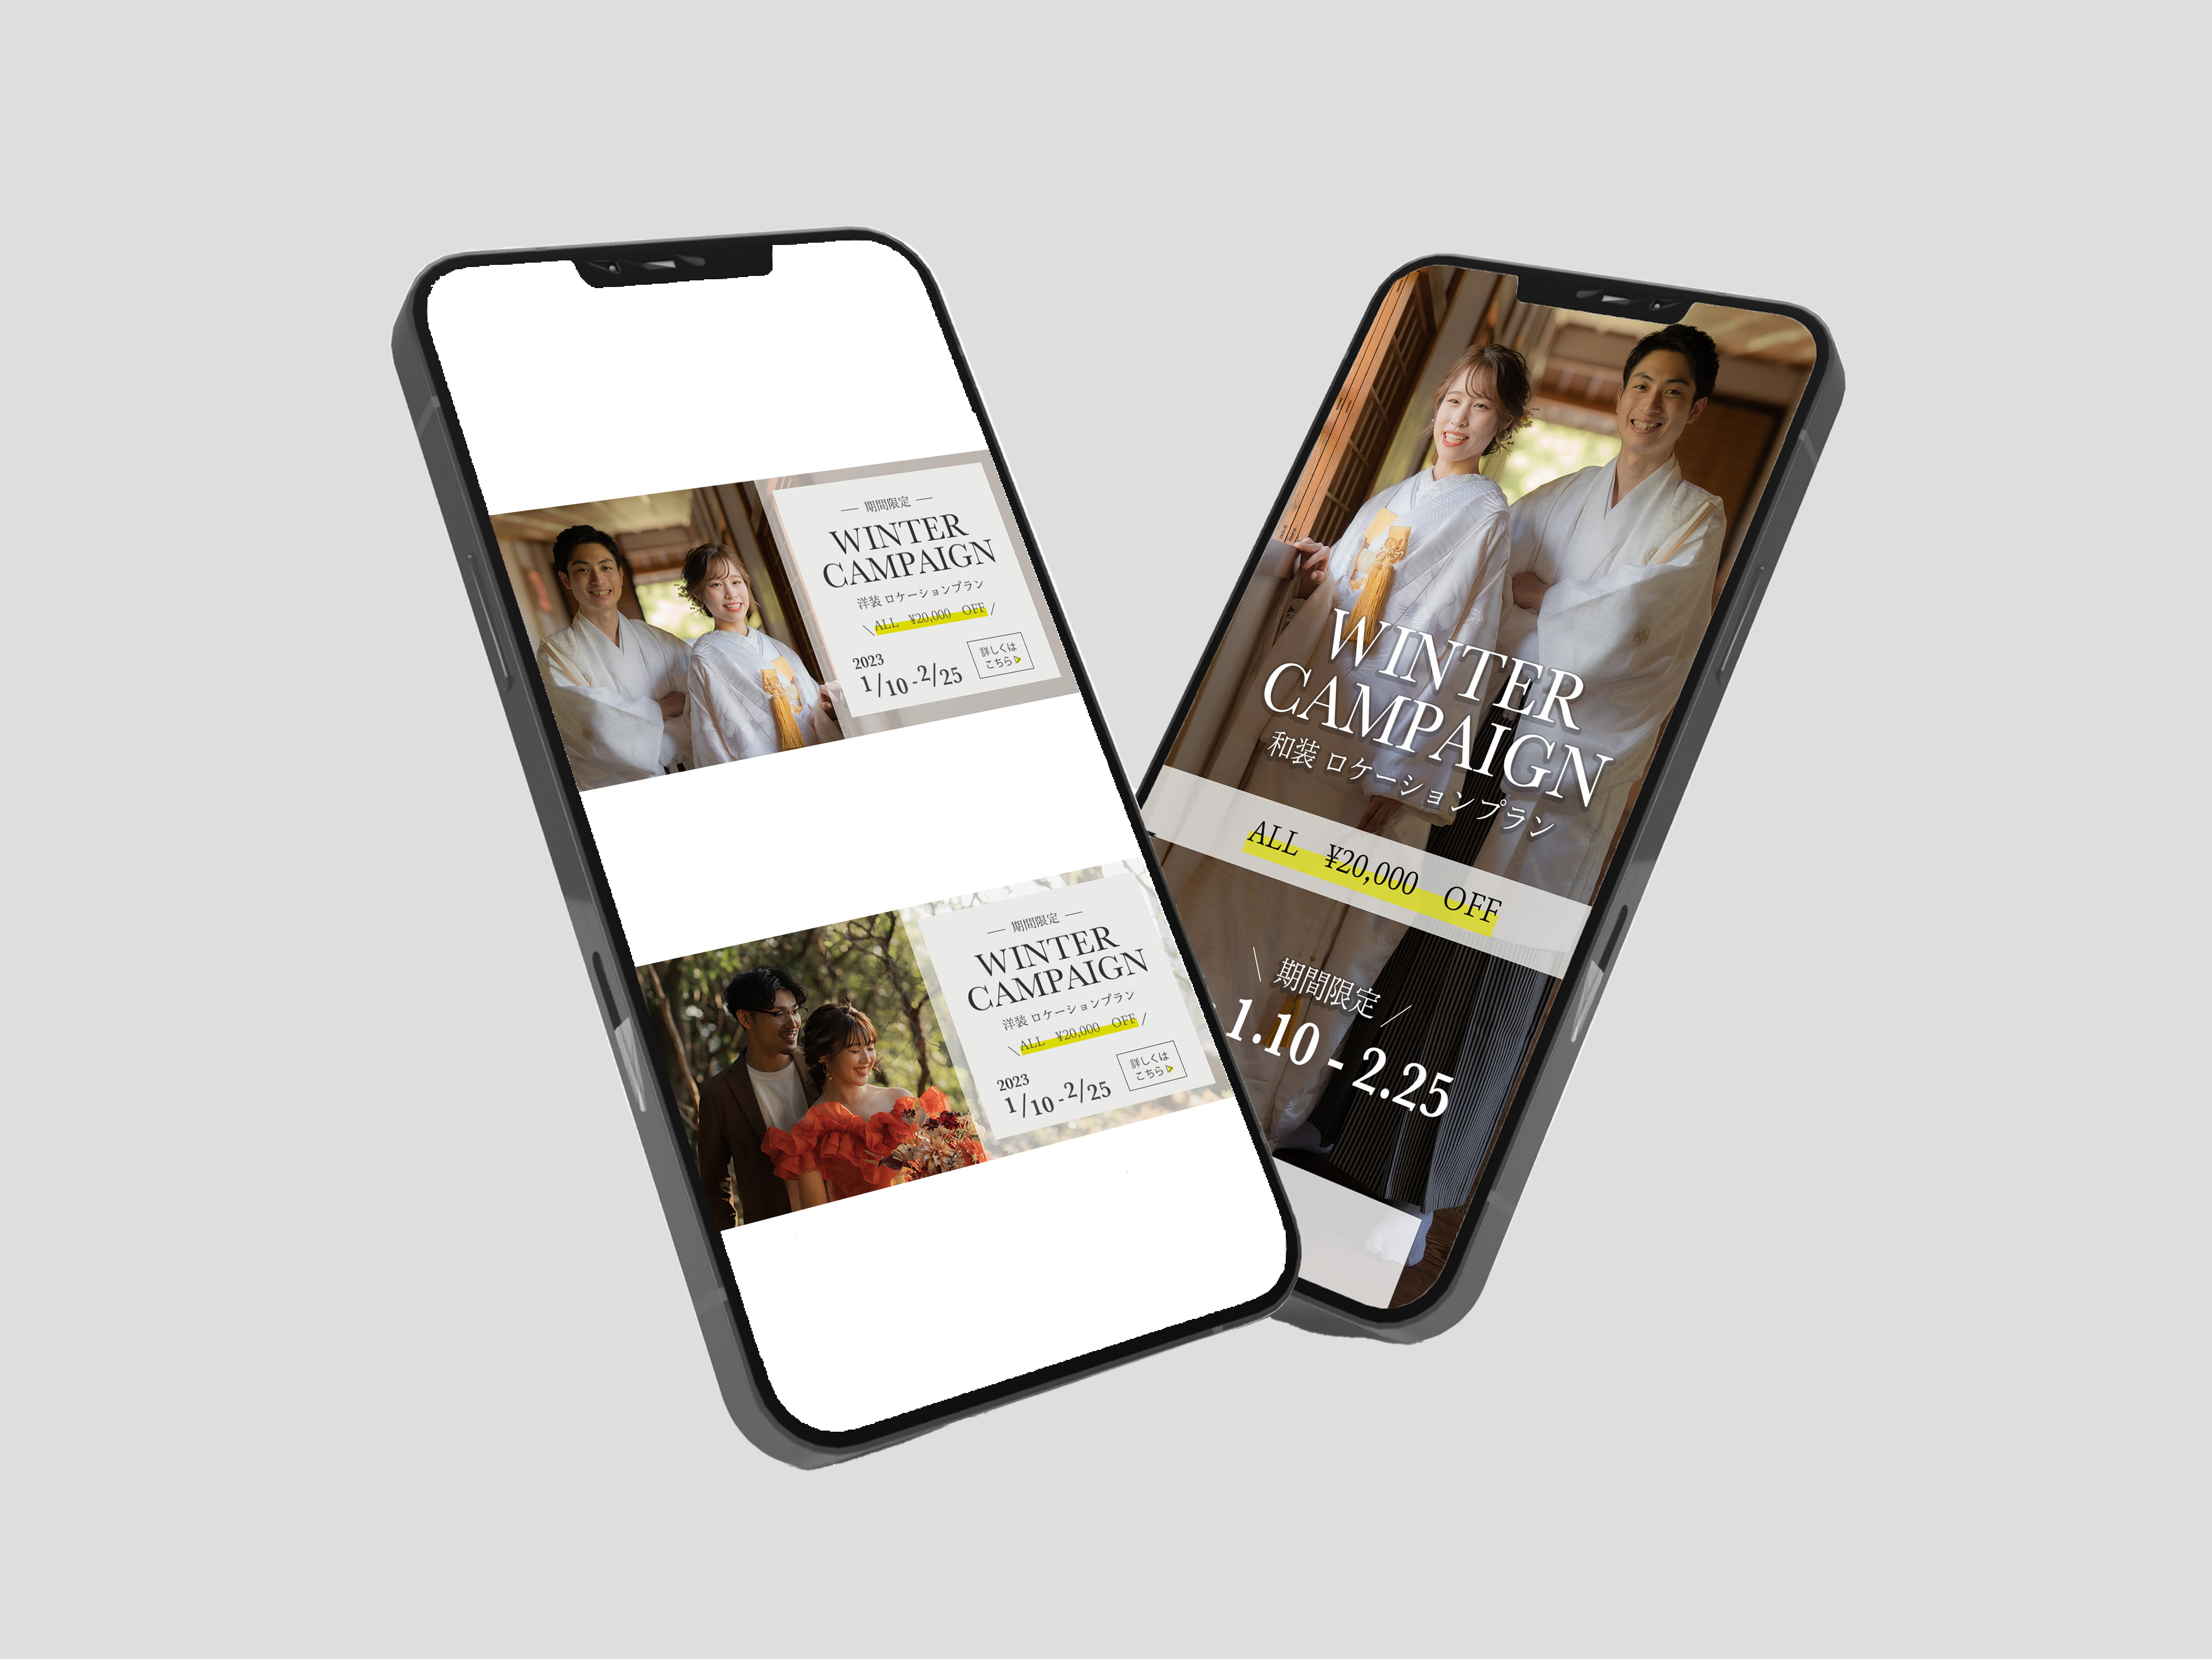 期間限定
WINTER
CAMPAIGN
洋装 ロケーションプラン
\ ALL ¥20,000 OFF /
2023
1/10 - 2/25
詳しくは
こちら
期間限定
WINTER
CAMPAIGN
洋装 ロケーションプラン
\ ALL ¥20,000 OFF /
2023
1/10 - 2/25
詳しくは
こちら
WINTER
CAMPAIGN
和装 ロケーションプラン
ALL ¥20,000 OFF
\ 期間限定 /
1.10 - 2.25